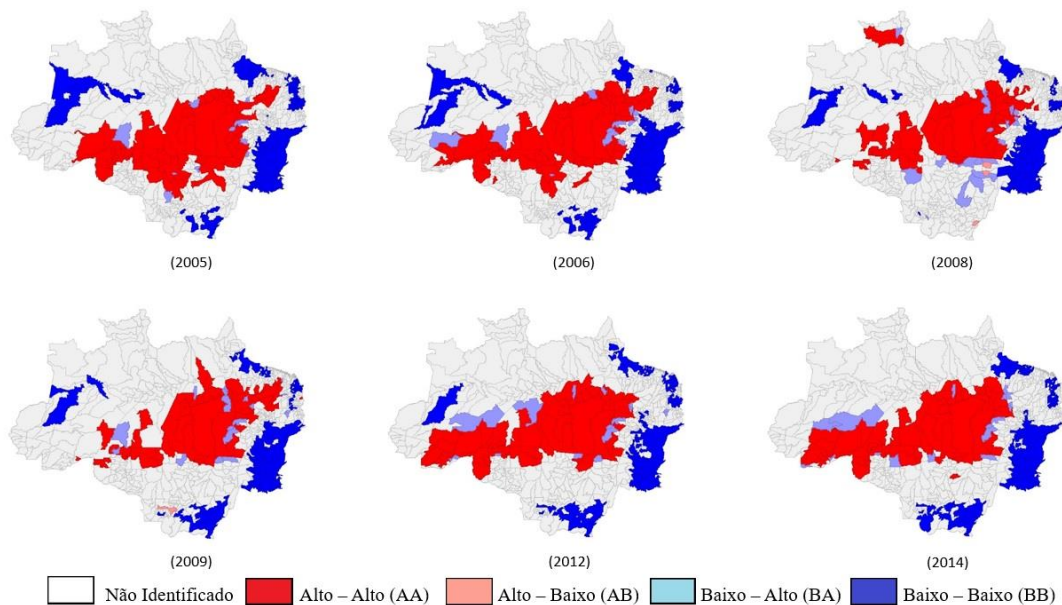 (2005)
(2006)
(2008)
(2009)
(2012)
(2014)
Não Identificado
Alto – Alto (AA)
Alto – Baixo (AB)
Baixo – Alto (BA)
Baixo – Baixo (BB)